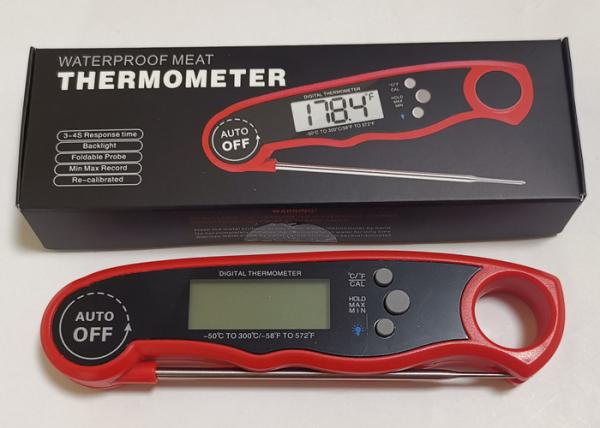 WATERPROOF MEAT
THERMOMETER
3-4S Response time
Backlight
Foldable Probe
Min Max Record
Re-calibrated
AUTO
OFF
DIGITAL THERMOMETER
178.4°F
-50°C TO 300°C/-58°F TO 572°F
°C/°F
CAL
HOLD
MAX
MIN
WARNING:
DIGITAL THERMOMETER
AUTO
OFF
-50°C TO 300°C/-58°F TO 572°F
°C/°F
CAL
HOLD
MAX
MIN